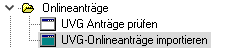 Onlineanträge
UVG Anträge prüfen
UVG-Onlineanträge importieren